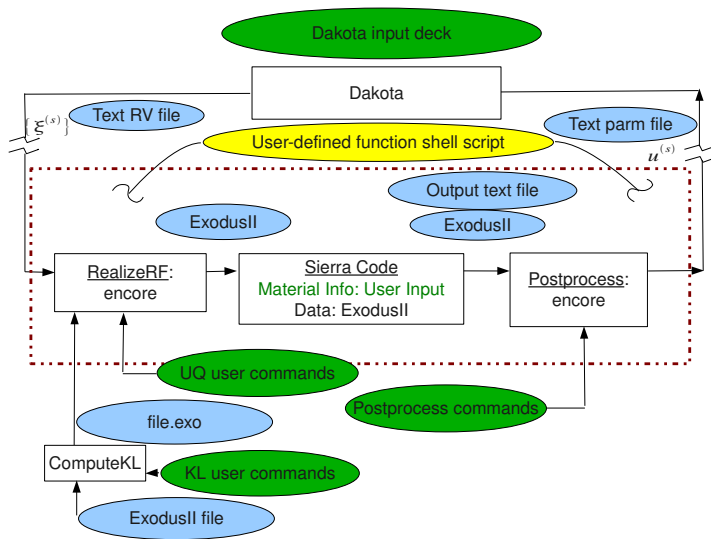 Dakota input deck
Dakota
Text RV file
{ξ^(s)}
Text parm file
User-defined function shell script
u^(s)
Output text file
ExodusII
ExodusII
RealizeRF:
encore
Sierra Code
Material Info: User Input
Data: ExodusII
Postprocess:
encore
UQ user commands
Postprocess commands
file.exo
ComputeKL
KL user commands
ExodusII file